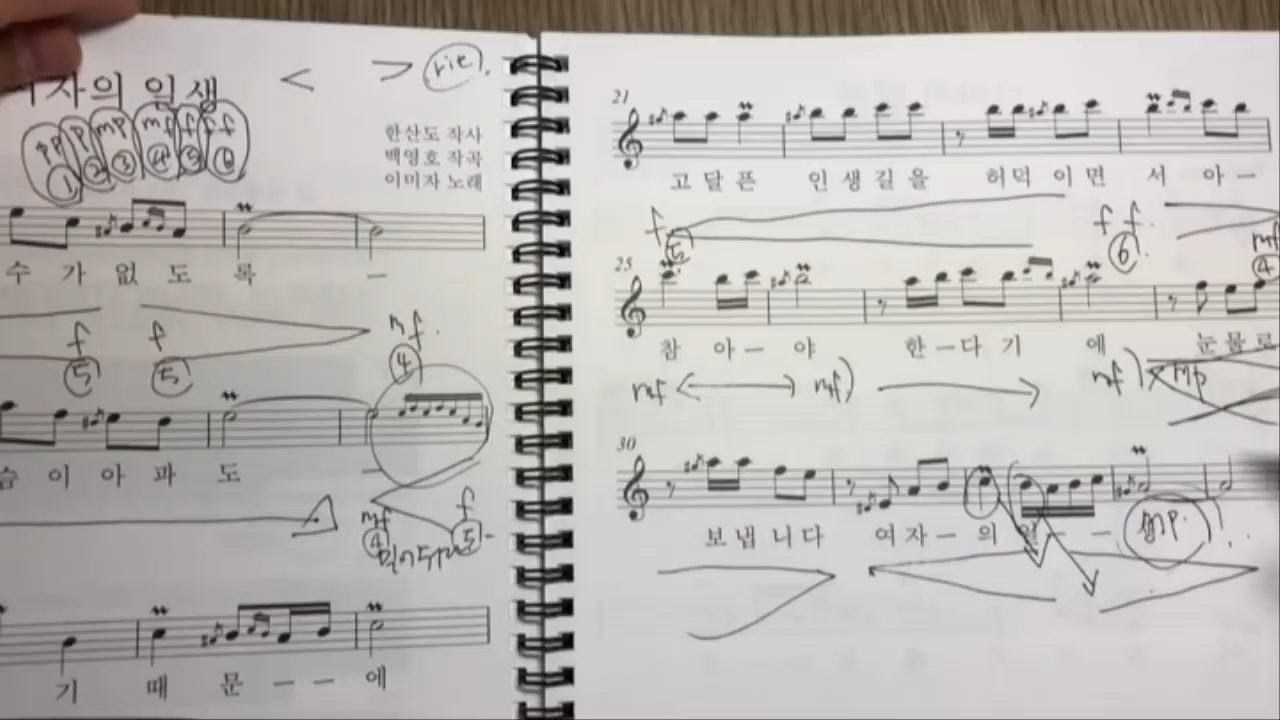 여자의 일생 < > rit.
pp p mp mf f ff
1 2 3 4 5 6
한산도 작사
백영호 작곡
이미자 노래
수 가 없 도 록 –
f f mf.
5 5 4
슴 이 아 파 도 –
mf f
4 5
기 때 문 – – 에
21
고 달 픈 인 생 길 을 허 덕 이 면 서 아 –
f f f. mf
5 6 4
25
참 아 – 야 한 – 다 기 에 눈 물 로
mf mf) mf) mp
30
보 냅 니 다 여 자 – 의 일 – –
mp.